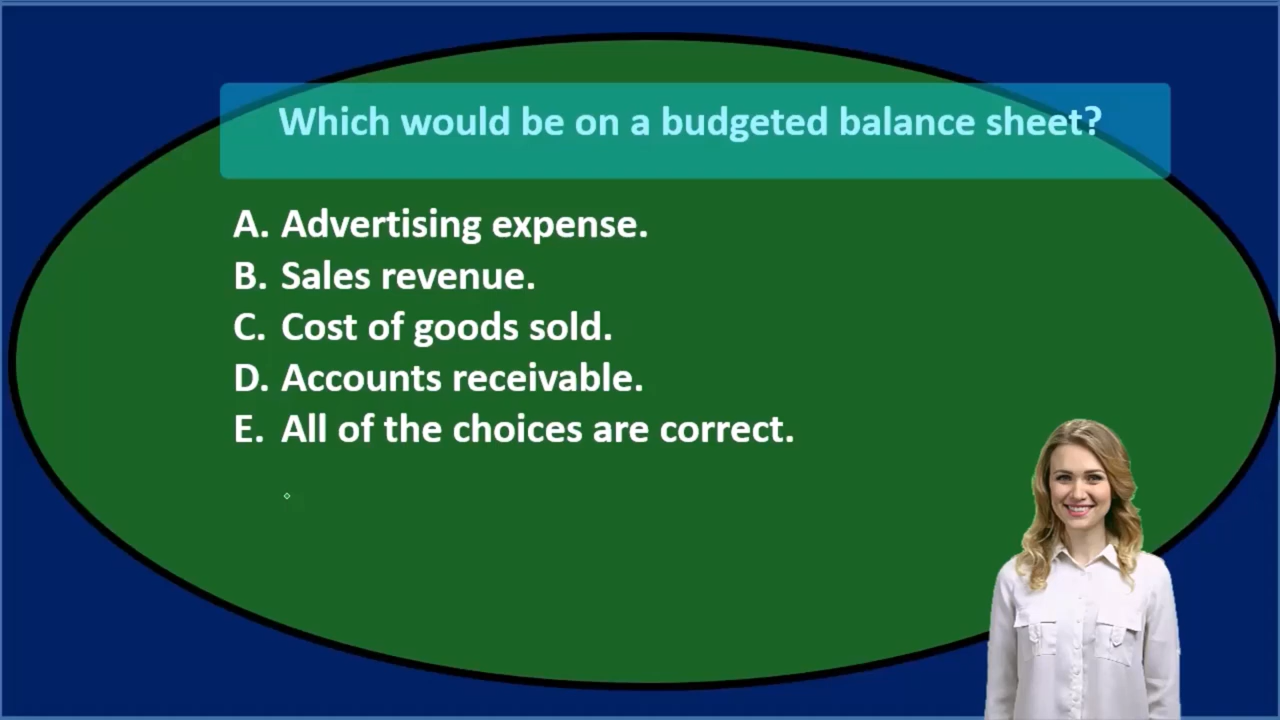 Which would be on a budgeted balance sheet?
A. Advertising expense.
B. Sales revenue.
C. Cost of goods sold.
D. Accounts receivable.
E. All of the choices are correct.